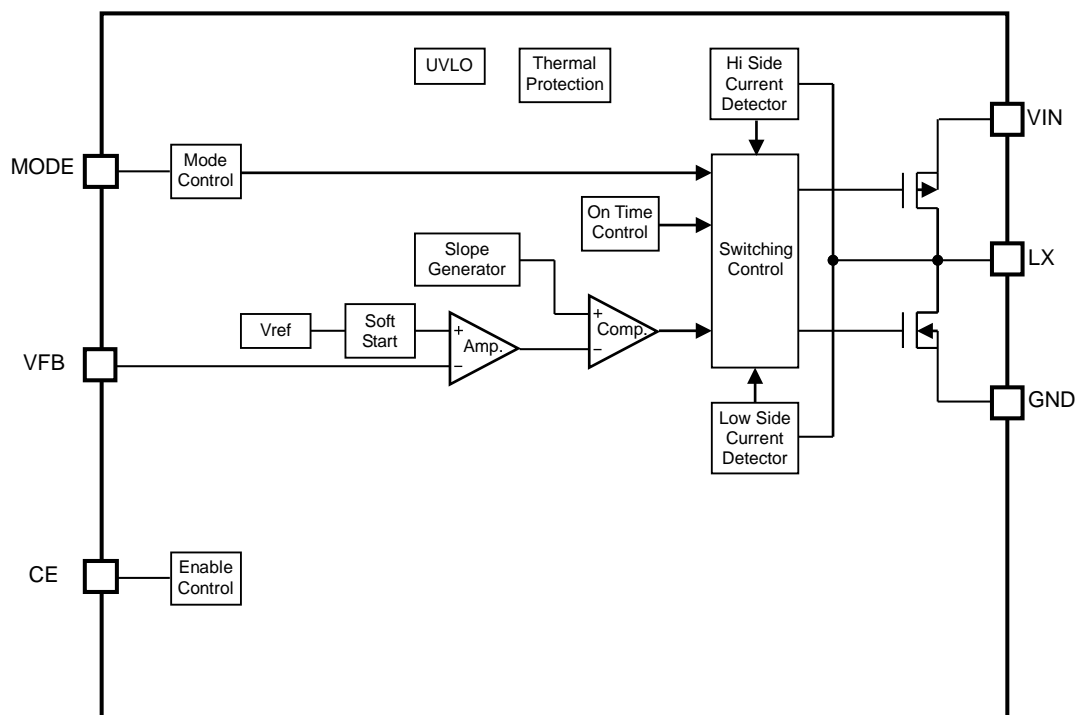 UVLO
Thermal
Protection
Hi Side
Current
Detector
VIN
MODE
Mode
Control
On Time
Control
Switching
Control
LX
Slope
Generator
Vref
Soft
Start
+
Amp.
−
+
Comp.
−
VFB
GND
Low Side
Current
Detector
CE
Enable
Control